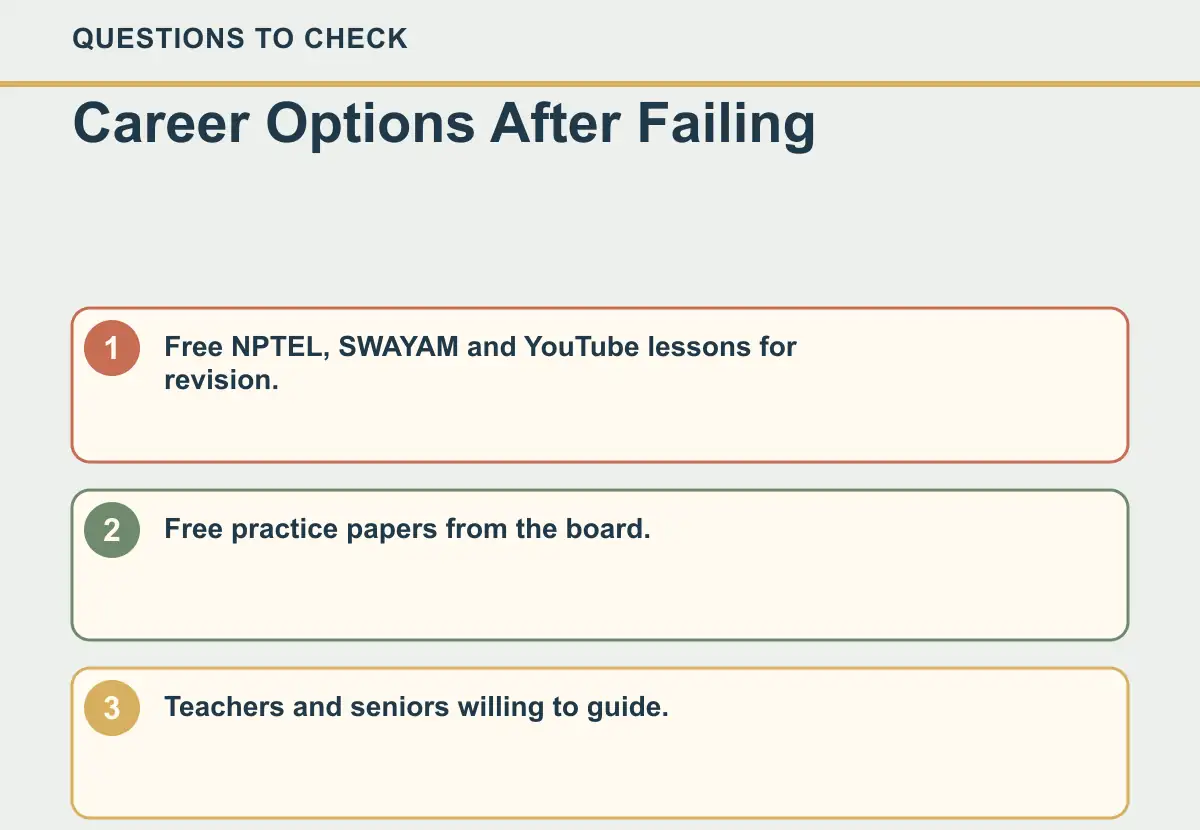 QUESTIONS TO CHECK
Career Options After Failing
1
Free NPTEL, SWAYAM and YouTube lessons for
revision.
2
Free practice papers from the board.
3
Teachers and seniors willing to guide.